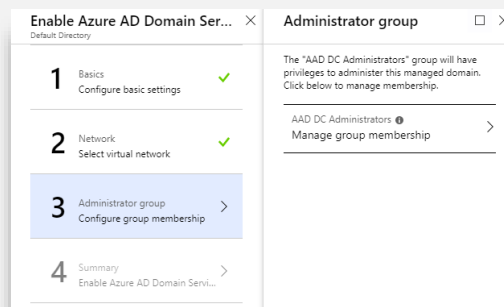 Enable Azure AD Domain Ser...
Default Directory
1
Basics
Configure basic settings
2
Network
Select virtual network
3
Administrator group
Configure group membership
4
Summary
Enable Azure AD Domain Servi...
Administrator group
The "AAD DC Administrators" group will have
privileges to administer this managed domain.
Click below to manage membership.
AAD DC Administrators
Manage group membership